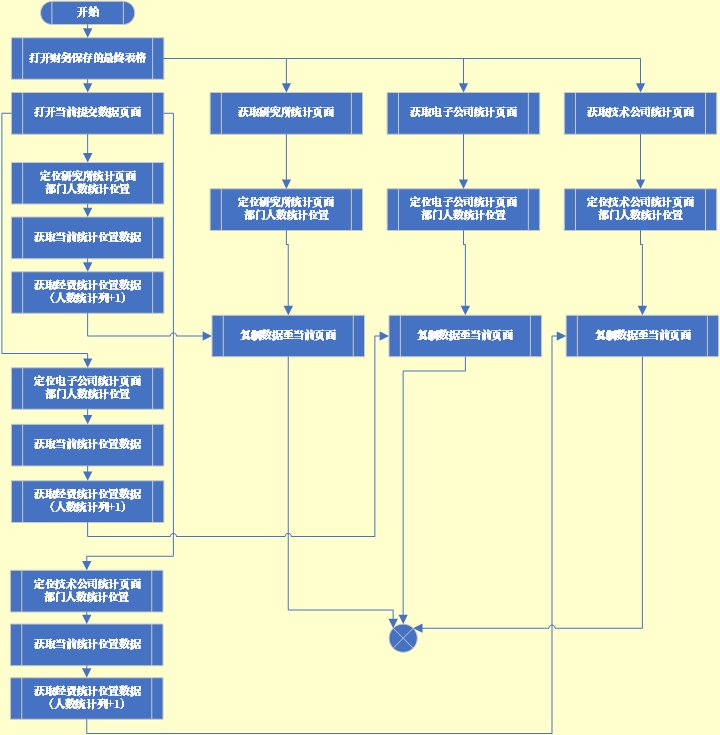 开始
打开财务保存的最终表格
打开当前提交数据页面
获取研究所统计页面
获取电子公司统计页面
获取技术公司统计页面
定位研究所统计页面
部门人数统计位置
定位研究所统计页面
部门人数统计位置
定位电子公司统计页面
部门人数统计位置
定位技术公司统计页面
部门人数统计位置
获取当前统计位置数据
获取经费统计位置数据
（人数统计列+1）
复制数据至当前页面
复制数据至当前页面
复制数据至当前页面
定位电子公司统计页面
部门人数统计位置
获取当前统计位置数据
获取经费统计位置数据
（人数统计列+1）
定位技术公司统计页面
部门人数统计位置
获取当前统计位置数据
获取经费统计位置数据
（人数统计列+1）